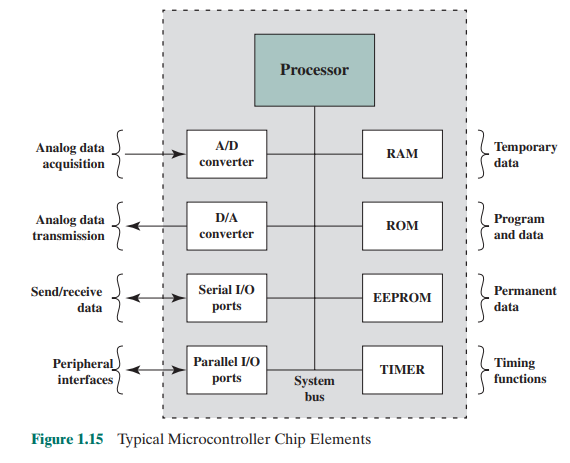 Processor
Analog data
acquisition
A/D
converter
RAM
Temporary
data
Analog data
transmission
D/A
converter
ROM
Program
and data
Send/receive
data
Serial I/O
ports
EEPROM
Permanent
data
Peripheral
interfaces
Parallel I/O
ports
System
bus
TIMER
Timing
functions
Figure 1.15 Typical Microcontroller Chip Elements